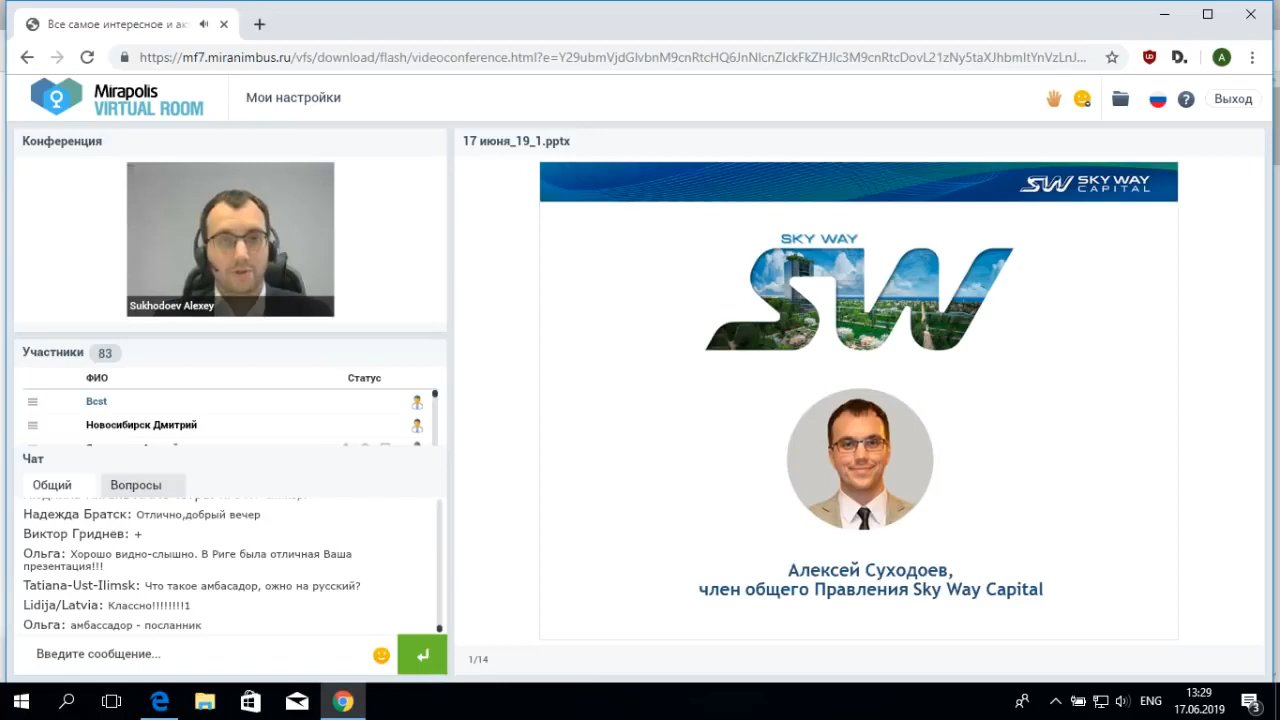 Все самое интересное и ак
https://mf7.miranimbus.ru/vfs/download/flash/videoconference.html?e=
Mirapolis
VIRTUAL ROOM
Мои настройки
Выход
Конференция
17 июня_19_1.pptx
Sukhodoev Alexey
SKY WAY
CAPITAL
SKY WAY
SW
Участники 83
ФИО Статус
Bcst
Новосибирск Дмитрий
Чат
Общий Вопросы
Надежда Братск: Отлично,добрый вечер
Виктор Гриднев: +
Ольга: Хорошо видно-слышно. В Риге была отличная Ваша
презентация!!!
Tatiana-Ust-Ilimsk: Что такое амбасадор, ожно на русский?
Lidija/Latvia: Классно!!!!!!!!1
Ольга: амбассадор - посланник
Введите сообщение...
Алексей Суходоев,
член общего Правления Sky Way Capital
1/14
ENG
13:29
17.06.2019
3